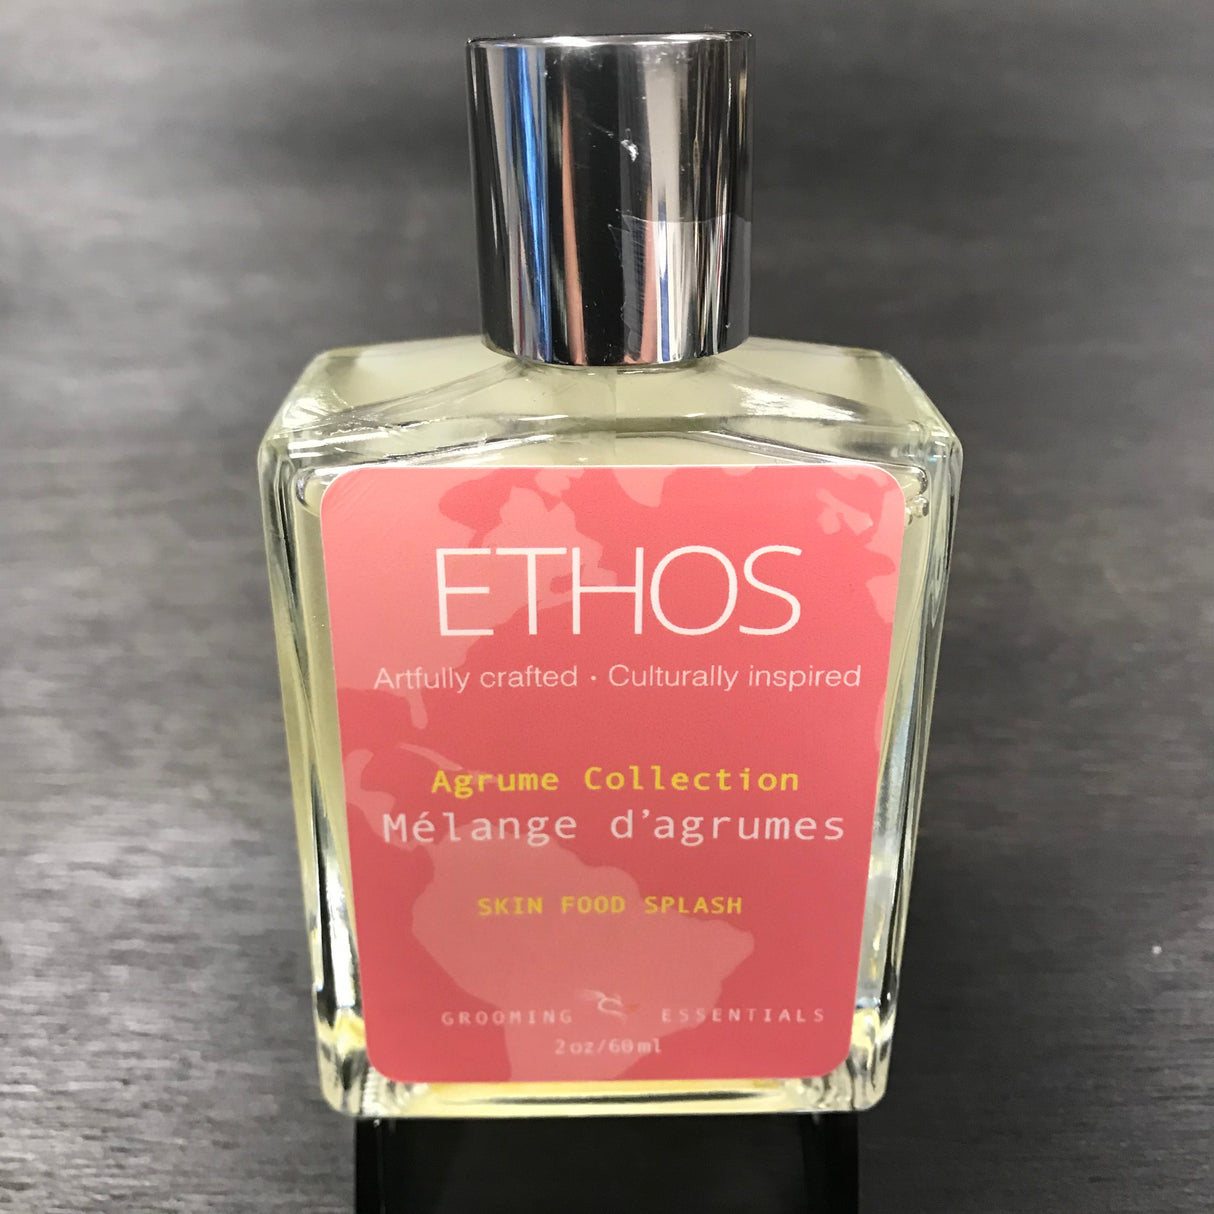 ETHOS
Artfully crafted · Culturally inspired
Agrume Collection
Mélange d’agrumes
SKIN FOOD SPLASH
GROOMING ESSENTIALS
2oz/60ml